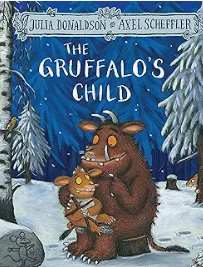 JULIA DONALDSON AXEL SCHEFFLER
THE
GRUFFALO'S
CHILD